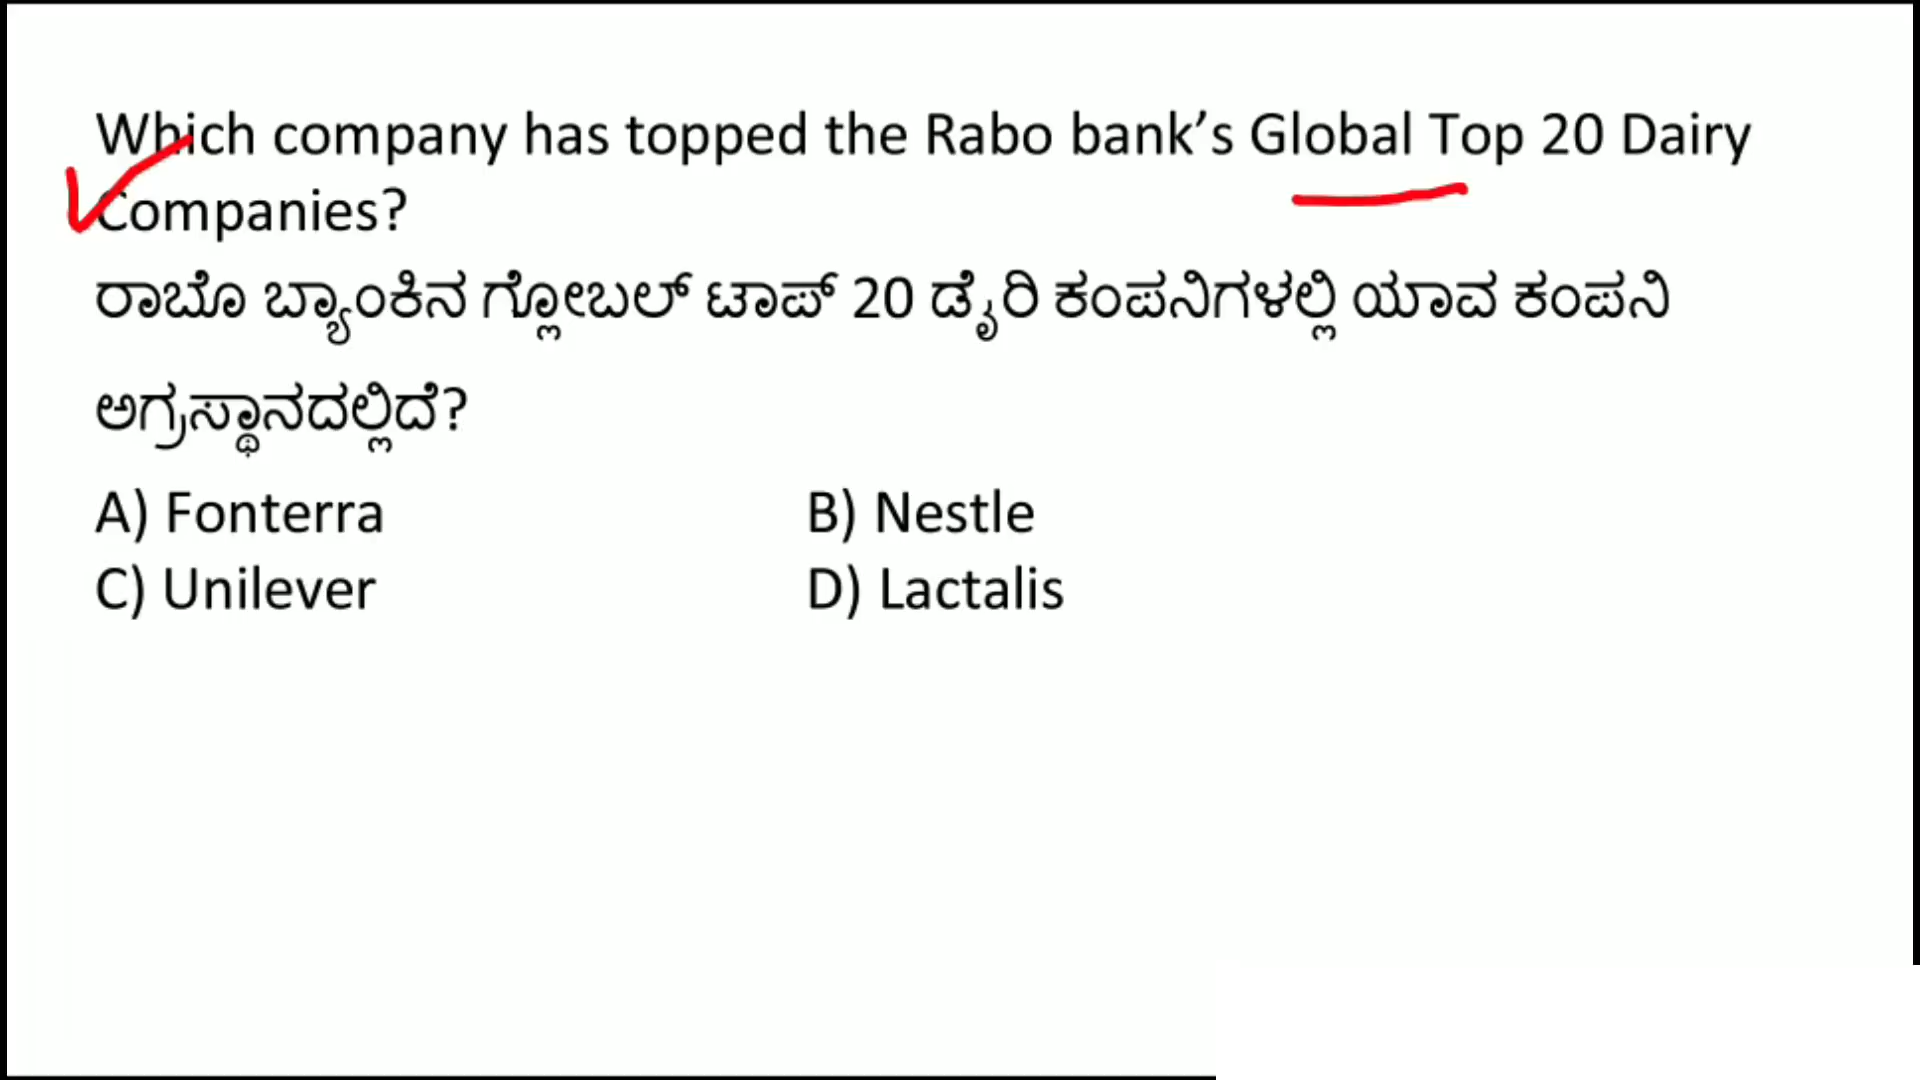 Which company has topped the Rabo bank’s Global Top 20 Dairy
Companies?
ರಾಬೊ ಬ್ಯಾಂಕಿನ ಗ್ಲೋಬಲ್ ಟಾಪ್ 20 ಡೈರಿ ಕಂಪನಿಗಳಲ್ಲಿ ಯಾವ ಕಂಪನಿ
ಅಗ್ರಸ್ಥಾನದಲ್ಲಿದೆ?
A) Fonterra B) Nestle
C) Unilever D) Lactalis